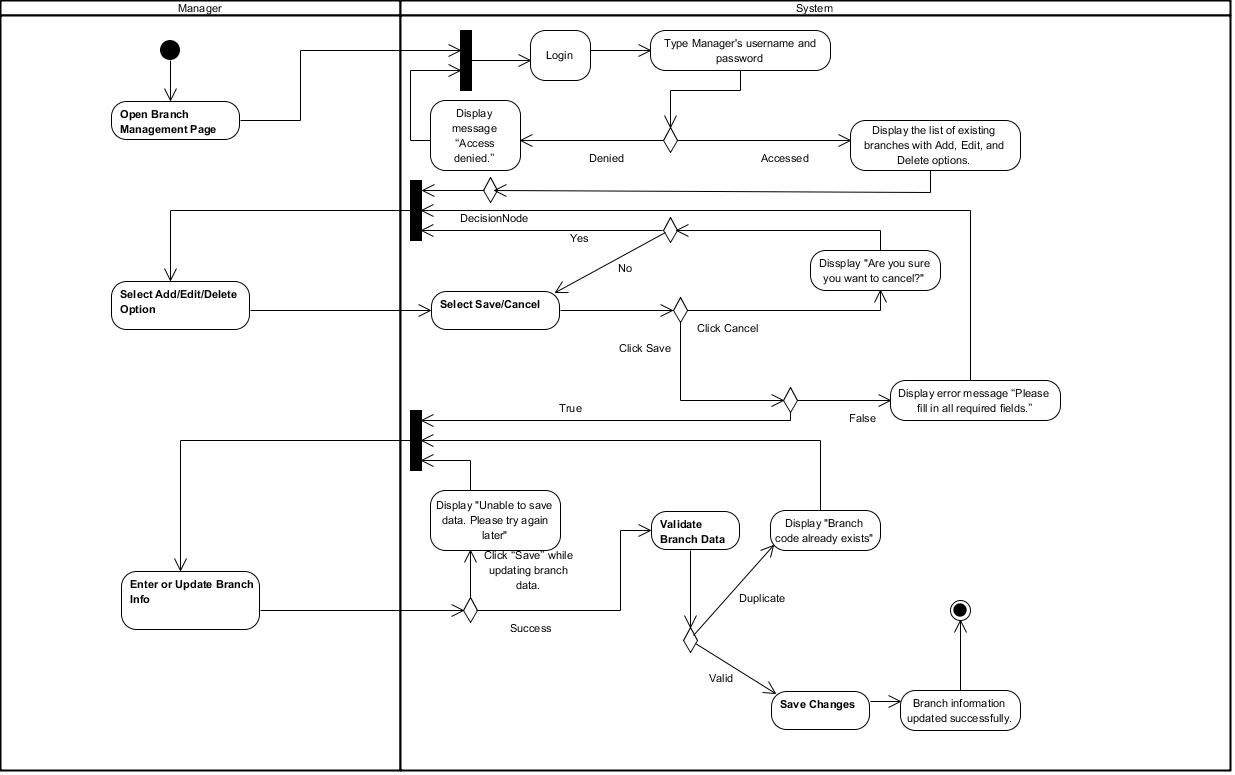 Manager
System
Login
Type Manager's username and
password
Open Branch
Management Page
Display
message
“Access
denied.”
Denied
Accessed
Display the list of existing
branches with Add, Edit, and
Delete options.
DecisionNode
Yes
No
Dissplay "Are you sure
you want to cancel?"
Select Add/Edit/Delete
Option
Select Save/Cancel
Click Cancel
Click Save
True
False
Display error message “Please
fill in all required fields.”
Display "Unable to save
data. Please try again
later"
Click “Save” while
updating branch
data.
Validate
Branch Data
Display "Branch
code already exists"
Enter or Update Branch
Info
Success
Duplicate
Valid
Save Changes
Branch information
updated successfully.